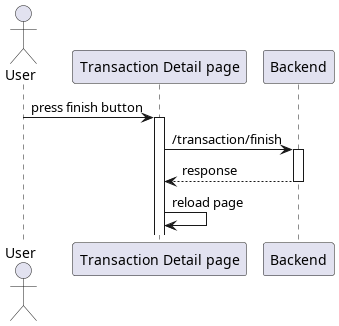 User
Transaction Detail page
Backend
press finish button
/transaction/finish
response
reload page
User
Transaction Detail page
Backend